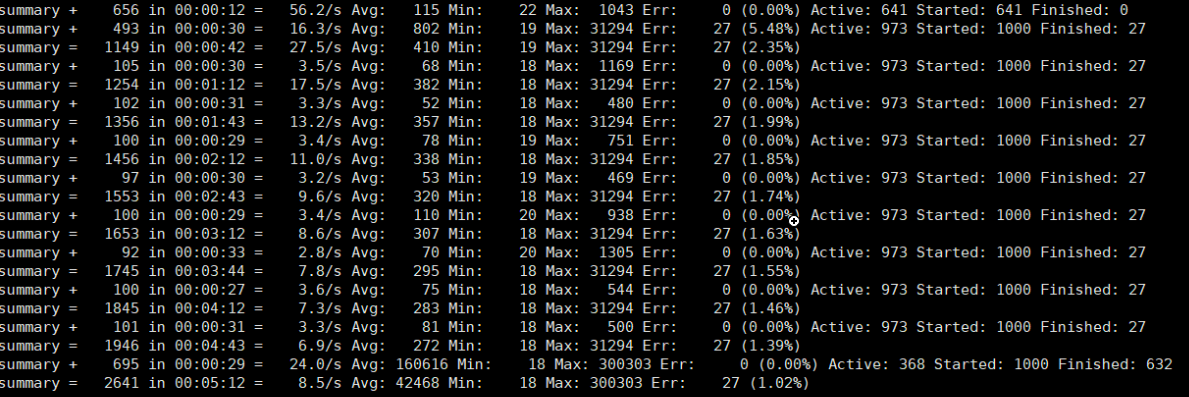 summary +    656 in 00:00:12 =   56.2/s Avg:   115 Min:    22 Max:  1043 Err:     0 (0.00%) Active: 641 Started: 641 Finished: 0
summary +    493 in 00:00:30 =   16.3/s Avg:   802 Min:    19 Max: 31294 Err:    27 (5.48%) Active: 973 Started: 1000 Finished: 27
summary =   1149 in 00:00:42 =   27.5/s Avg:   410 Min:    19 Max: 31294 Err:    27 (2.35%)
summary +    105 in 00:00:30 =    3.5/s Avg:    68 Min:    18 Max:  1169 Err:     0 (0.00%) Active: 973 Started: 1000 Finished: 27
summary =   1254 in 00:01:12 =   17.5/s Avg:   382 Min:    18 Max: 31294 Err:    27 (2.15%)
summary +    102 in 00:00:31 =    3.3/s Avg:    52 Min:    18 Max:   480 Err:     0 (0.00%) Active: 973 Started: 1000 Finished: 27
summary =   1356 in 00:01:43 =   13.2/s Avg:   357 Min:    18 Max: 31294 Err:    27 (1.99%)
summary +    100 in 00:00:29 =    3.4/s Avg:    78 Min:    19 Max:   751 Err:     0 (0.00%) Active: 973 Started: 1000 Finished: 27
summary =   1456 in 00:02:12 =   11.0/s Avg:   338 Min:    18 Max: 31294 Err:    27 (1.85%)
summary +     97 in 00:00:30 =    3.2/s Avg:    53 Min:    19 Max:   469 Err:     0 (0.00%) Active: 973 Started: 1000 Finished: 27
summary =   1553 in 00:02:43 =    9.6/s Avg:   320 Min:    18 Max: 31294 Err:    27 (1.74%)
summary +    100 in 00:00:29 =    3.4/s Avg:   110 Min:    20 Max:   938 Err:     0 (0.00%) Active: 973 Started: 1000 Finished: 27
summary =   1653 in 00:03:12 =    8.6/s Avg:   307 Min:    18 Max: 31294 Err:    27 (1.63%)
summary +     92 in 00:00:33 =    2.8/s Avg:    70 Min:    20 Max:  1305 Err:     0 (0.00%) Active: 973 Started: 1000 Finished: 27
summary =   1745 in 00:03:44 =    7.8/s Avg:   295 Min:    18 Max: 31294 Err:    27 (1.55%)
summary +    100 in 00:00:27 =    3.6/s Avg:    75 Min:    18 Max:   544 Err:     0 (0.00%) Active: 973 Started: 1000 Finished: 27
summary =   1845 in 00:04:12 =    7.3/s Avg:   283 Min:    18 Max: 31294 Err:    27 (1.46%)
summary +    101 in 00:00:31 =    3.3/s Avg:    81 Min:    18 Max:   500 Err:     0 (0.00%) Active: 973 Started: 1000 Finished: 27
summary =   1946 in 00:04:43 =    6.9/s Avg:   272 Min:    18 Max: 31294 Err:    27 (1.39%)
summary +    695 in 00:00:29 =   24.0/s Avg: 160616 Min:    18 Max: 300303 Err:     0 (0.00%) Active: 368 Started: 1000 Finished: 632
summary =   2641 in 00:05:12 =    8.5/s Avg: 42468 Min:    18 Max: 300303 Err:    27 (1.02%)